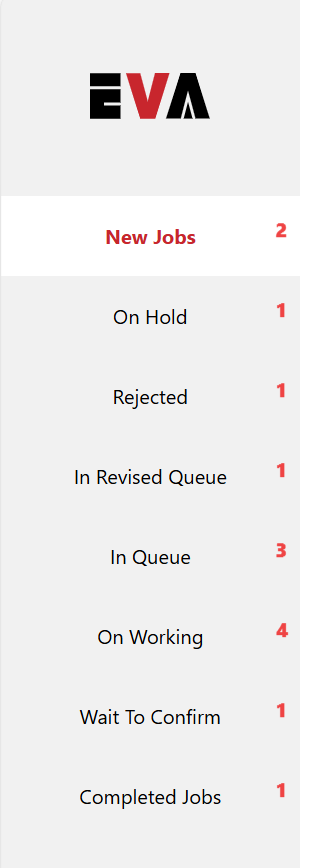 EVA
New Jobs 2
On Hold 1
Rejected 1
In Revised Queue 1
In Queue 3
On Working 4
Wait To Confirm 1
Completed Jobs 1